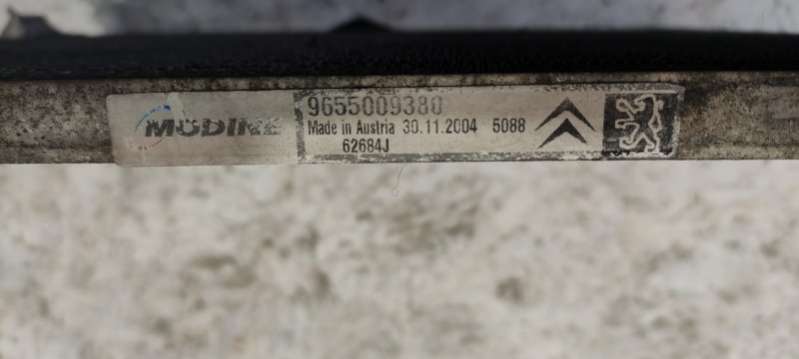 MODINE
9655009380
Made in Austria 30.11.2004 5088
62684J